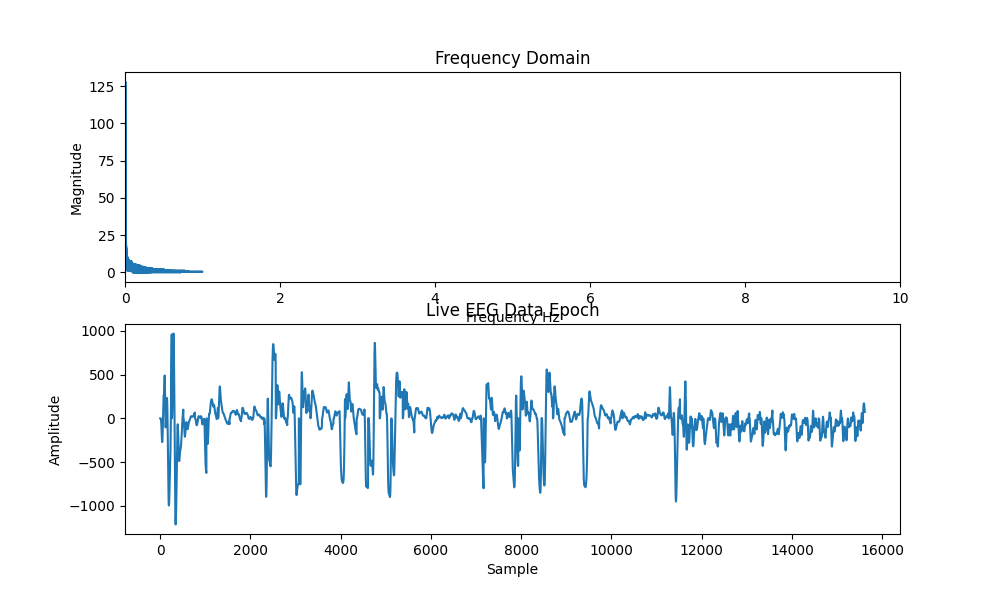 Frequency Domain
125
100
75
50
25
0
Magnitude
0 2 4 6 8 10
Frequency Hz
Live EEG Data Epoch
1000
500
0
−500
−1000
Amplitude
0 2000 4000 6000 8000 10000 12000 14000 16000
Sample